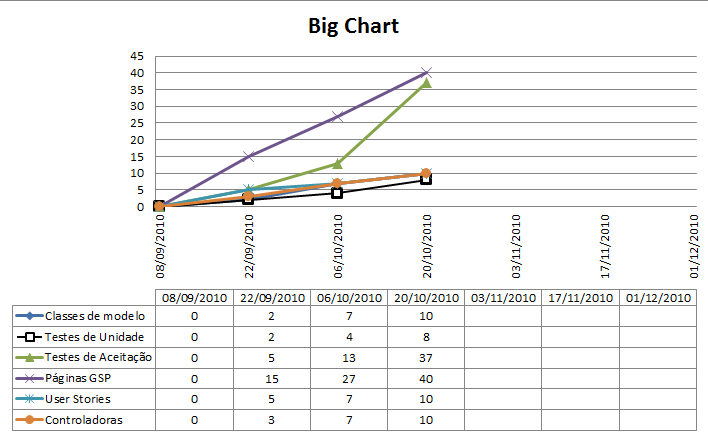 Big Chart
45
40
35
30
25
20
15
10
5
0
08/09/2010
22/09/2010
06/10/2010
20/10/2010
03/11/2010
17/11/2010
01/12/2010
08/09/2010 22/09/2010 06/10/2010 20/10/2010 03/11/2010 17/11/2010 01/12/2010
Classes de modelo 0 2 7 10
Testes de Unidade 0 2 4 8
Testes de Aceitação 0 5 13 37
Páginas GSP 0 15 27 40
User Stories 0 5 7 10
Controladoras 0 3 7 10